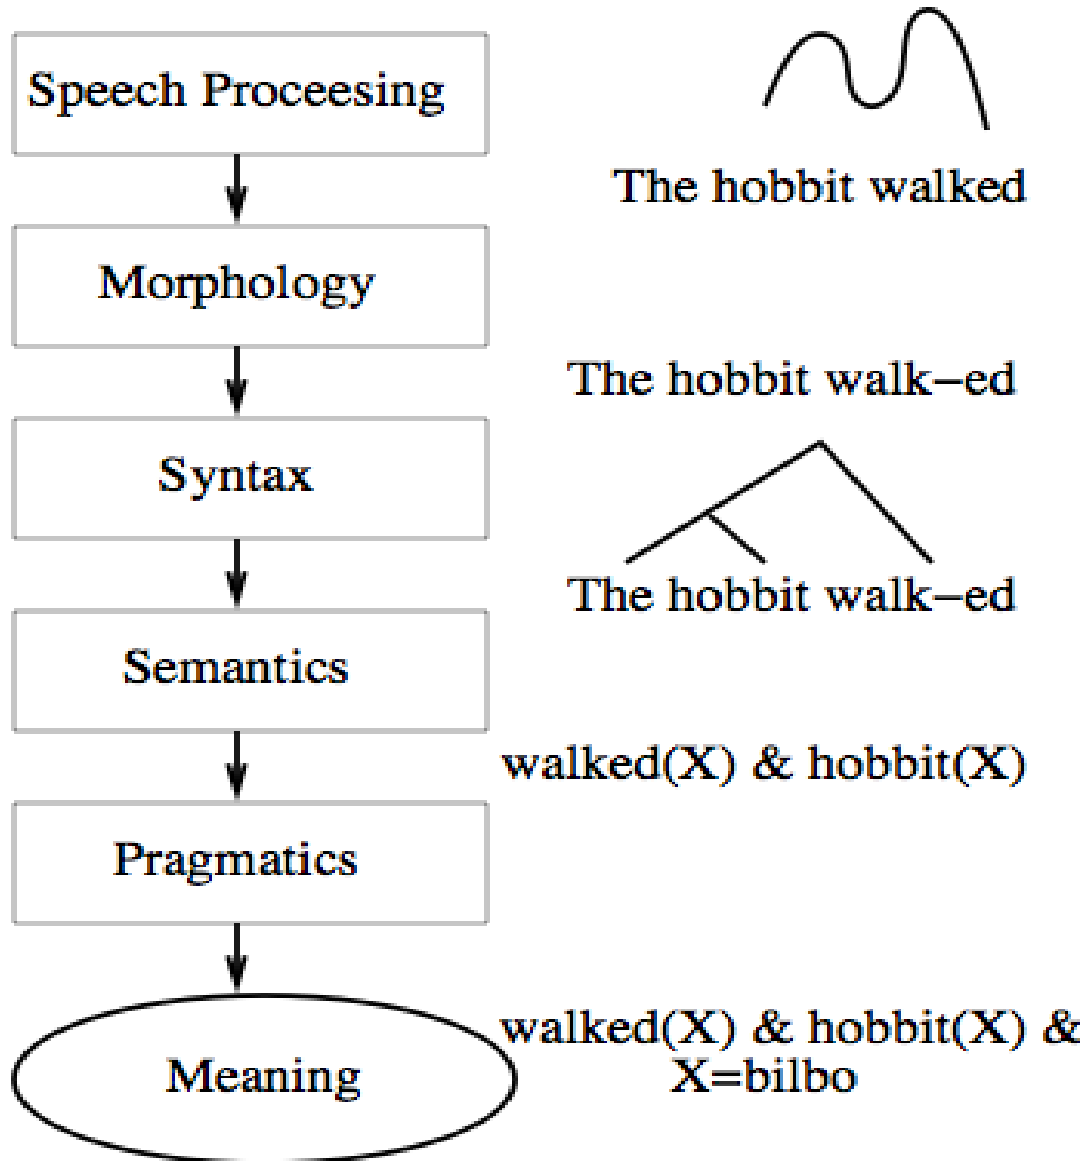 Speech Proceesing
The hobbit walked
Morphology
The hobbit walk–ed
Syntax
The hobbit walk–ed
Semantics
walked(X) & hobbit(X)
Pragmatics
walked(X) & hobbit(X) &
X=bilbo
Meaning